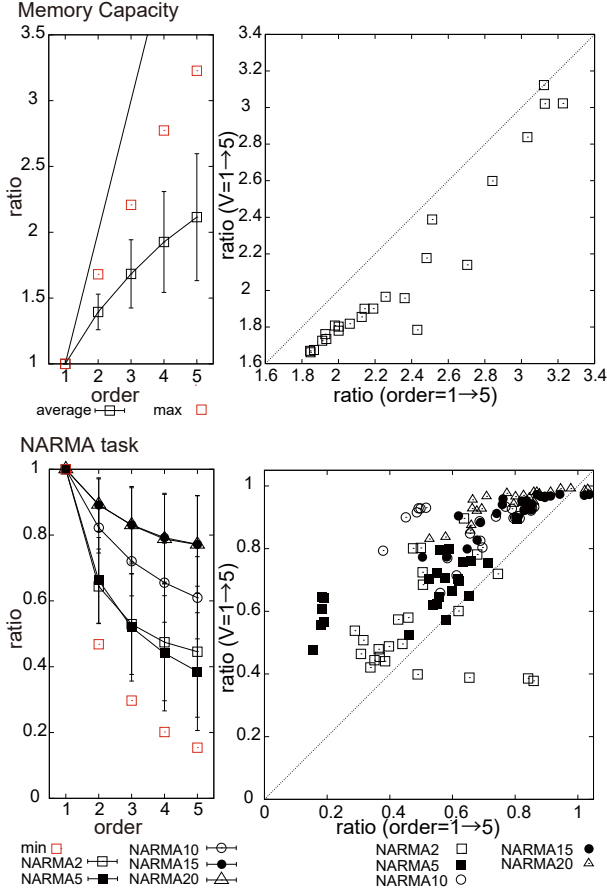 Memory Capacity
3.5
3
2.5
2
1.5
1
ratio
1 2 3 4 5
order
average max
3.4
3.2
3
2.8
2.6
2.4
2.2
2
1.8
1.6
ratio (V=1→5)
1.6 1.8 2 2.2 2.4 2.6 2.8 3 3.2 3.4
ratio (order=1→5)
NARMA task
1
0.8
0.6
0.4
0.2
0
ratio
1 2 3 4 5
order
min
NARMA2 NARMA10
NARMA5 NARMA15
NARMA20
1
0.8
0.6
0.4
0.2
0
ratio (V=1→5)
0 0.2 0.4 0.6 0.8 1
ratio (order=1→5)
NARMA2 NARMA15
NARMA5 NARMA20
NARMA10